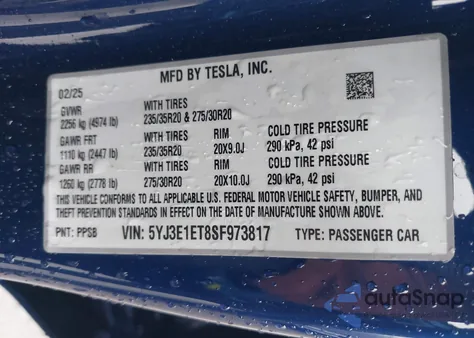 MFD BY TESLA, INC.
02/25
GVWR WITH TIRES
2256 kg (4974 lb) 235/35R20 & 275/30R20
GAWR FRT WITH TIRES RIM COLD TIRE PRESSURE
1110 kg (2447 lb) 235/35R20 20X9.0J 290 kPa, 42 psi
GAWR RR WITH TIRES RIM COLD TIRE PRESSURE
1260 kg (2778 lb) 275/30R20 20X10.0J 290 kPa, 42 psi
THIS VEHICLE CONFORMS TO ALL APPLICABLE U.S. FEDERAL MOTOR VEHICLE SAFETY, BUMPER, AND
THEFT PREVENTION STANDARDS IN EFFECT ON THE DATE OF MANUFACTURE SHOWN ABOVE.
PNT: PPSB VIN: 5YJ3E1ET8SF973817 TYPE: PASSENGER CAR
autoSnap